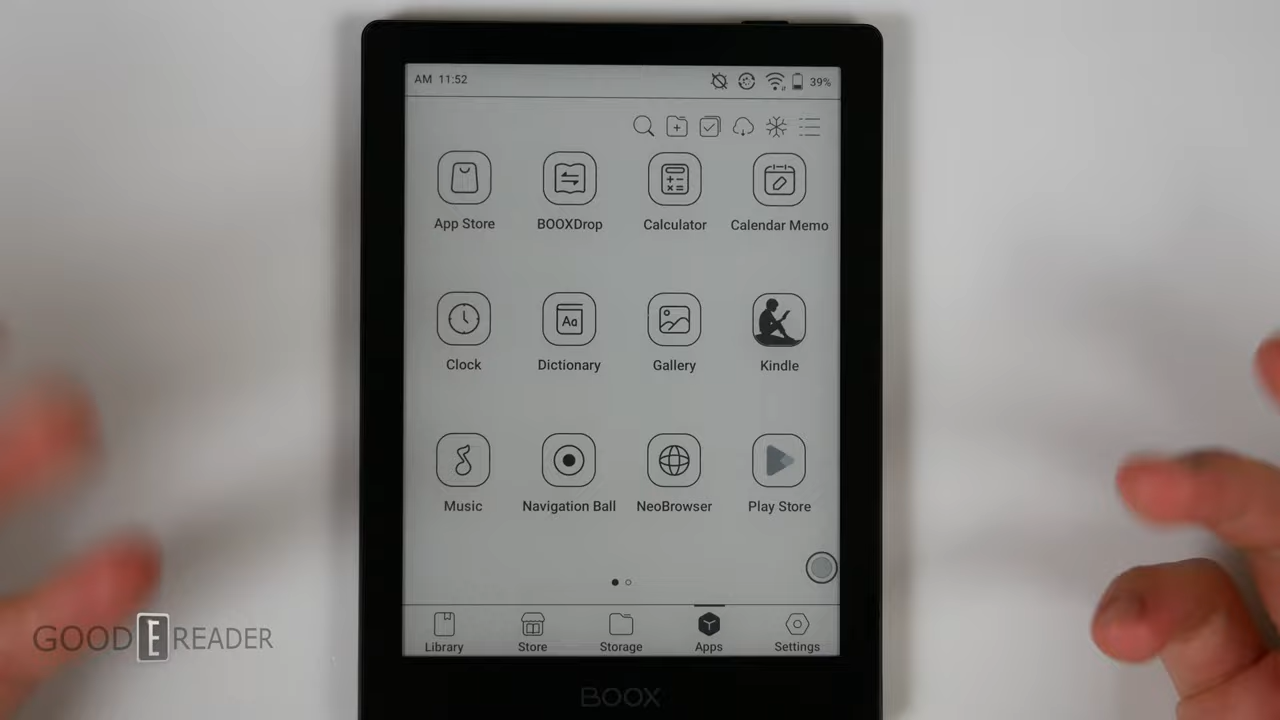 AM 11:52 39%
App Store BOOXDrop Calculator Calendar Memo
Aa
Clock Dictionary Gallery Kindle
Music Navigation Ball NeoBrowser Play Store
Library Store Storage Apps Settings
GOOD E READER
BOOX